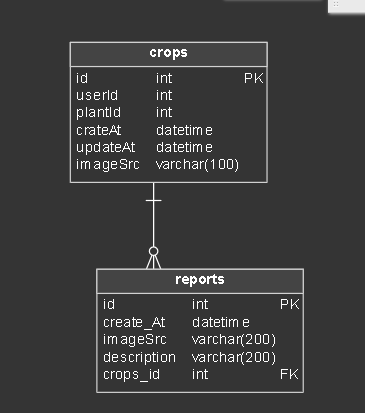 crops
id int PK
userId int
plantId int
crateAt datetime
updateAt datetime
imageSrc varchar(100)
reports
id int PK
create_At datetime
imageSrc varchar(200)
description varchar(200)
crops_id int FK